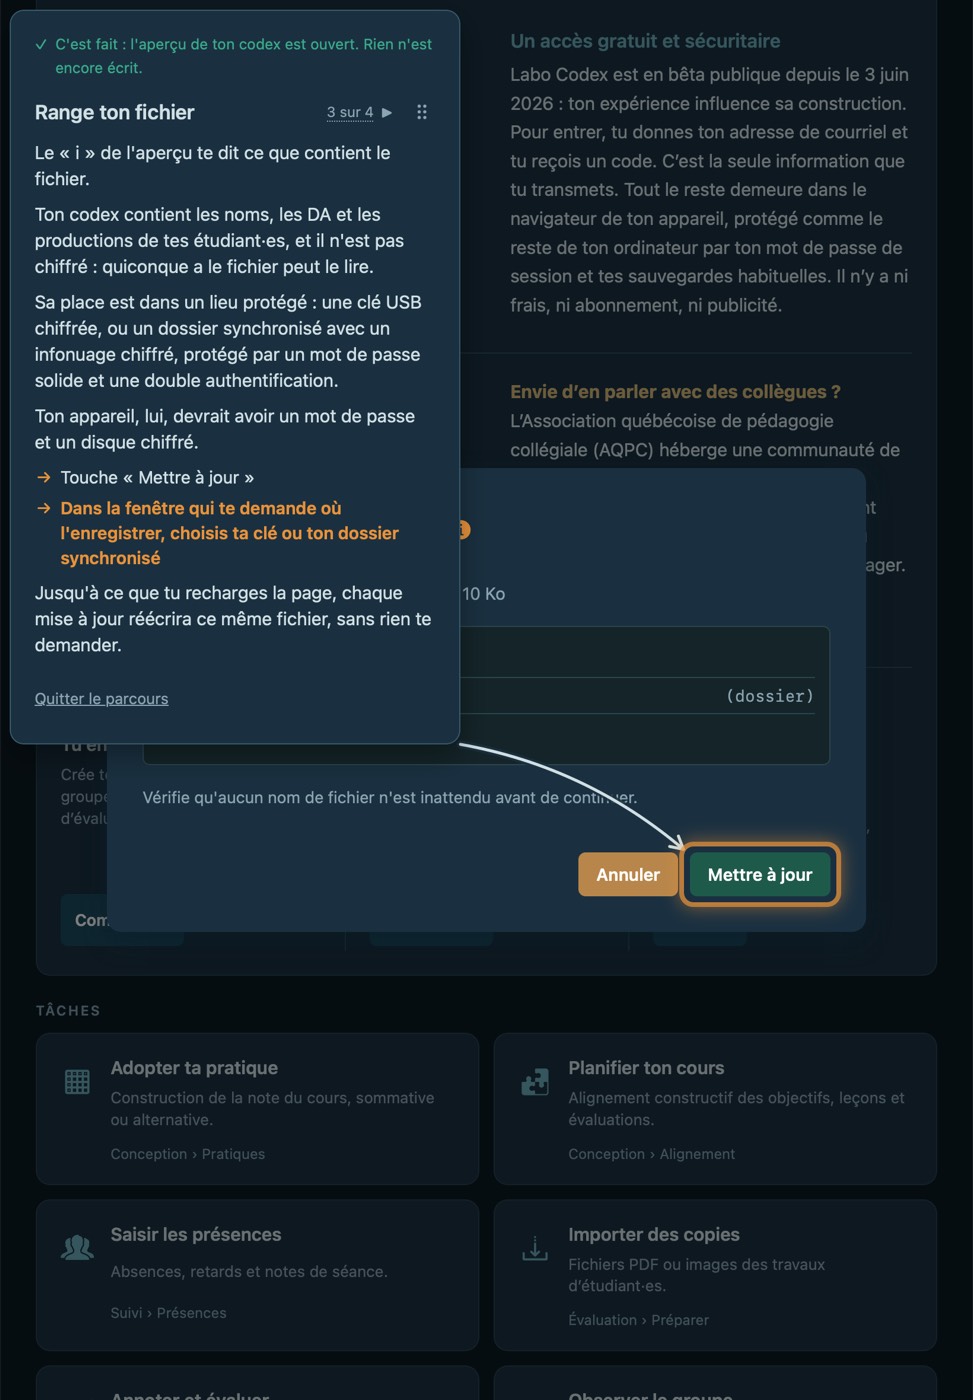 ✓ C'est fait : l'aperçu de ton codex est ouvert. Rien n'est
encore écrit.
Range ton fichier
3 sur 4 ▶
Le « i » de l'aperçu te dit ce que contient le
fichier.
Ton codex contient les noms, les DA et les
productions de tes étudiant·es, et il n'est pas
chiffré : quiconque a le fichier peut le lire.
Sa place est dans un lieu protégé : une clé USB
chiffrée, ou un dossier synchronisé avec un
infonuage chiffré, protégé par un mot de passe
solide et une double authentification.
Ton appareil, lui, devrait avoir un mot de passe
et un disque chiffré.
→ Touche « Mettre à jour »
→ Dans la fenêtre qui te demande où
l'enregistrer, choisis ta clé ou ton dossier
synchronisé
Jusqu'à ce que tu recharges la page, chaque
mise à jour réécrira ce même fichier, sans rien te
demander.
Quitter le parcours
Un accès gratuit et sécuritaire
Labo Codex est en bêta publique depuis le 3 juin
2026 : ton expérience influence sa construction.
Pour entrer, tu donnes ton adresse de courriel et
tu reçois un code. C’est la seule information que
tu transmets. Tout le reste demeure dans le
navigateur de ton appareil, protégé comme le
reste de ton ordinateur par ton mot de passe de
session et tes sauvegardes habituelles. Il n’y a ni
frais, ni abonnement, ni publicité.
Envie d’en parler avec des collègues ?
L’Association québécoise de pédagogie
collégiale (AQPC) héberge une communauté de
10 Ko
(dossier)
Vérifie qu'aucun nom de fichier n'est inattendu avant de continuer.
Annuler
Mettre à jour
Crée
TÂCHES
Adopter ta pratique
Construction de la note du cours, sommative
ou alternative.
Conception › Pratiques
Planifier ton cours
Alignement constructif des objectifs, leçons et
évaluations.
Conception › Alignement
Saisir les présences
Absences, retards et notes de séance.
Suivi › Présences
Importer des copies
Fichiers PDF ou images des travaux
d’étudiant·es.
Évaluation › Préparer
Annoter et évaluer
Observer le groupe